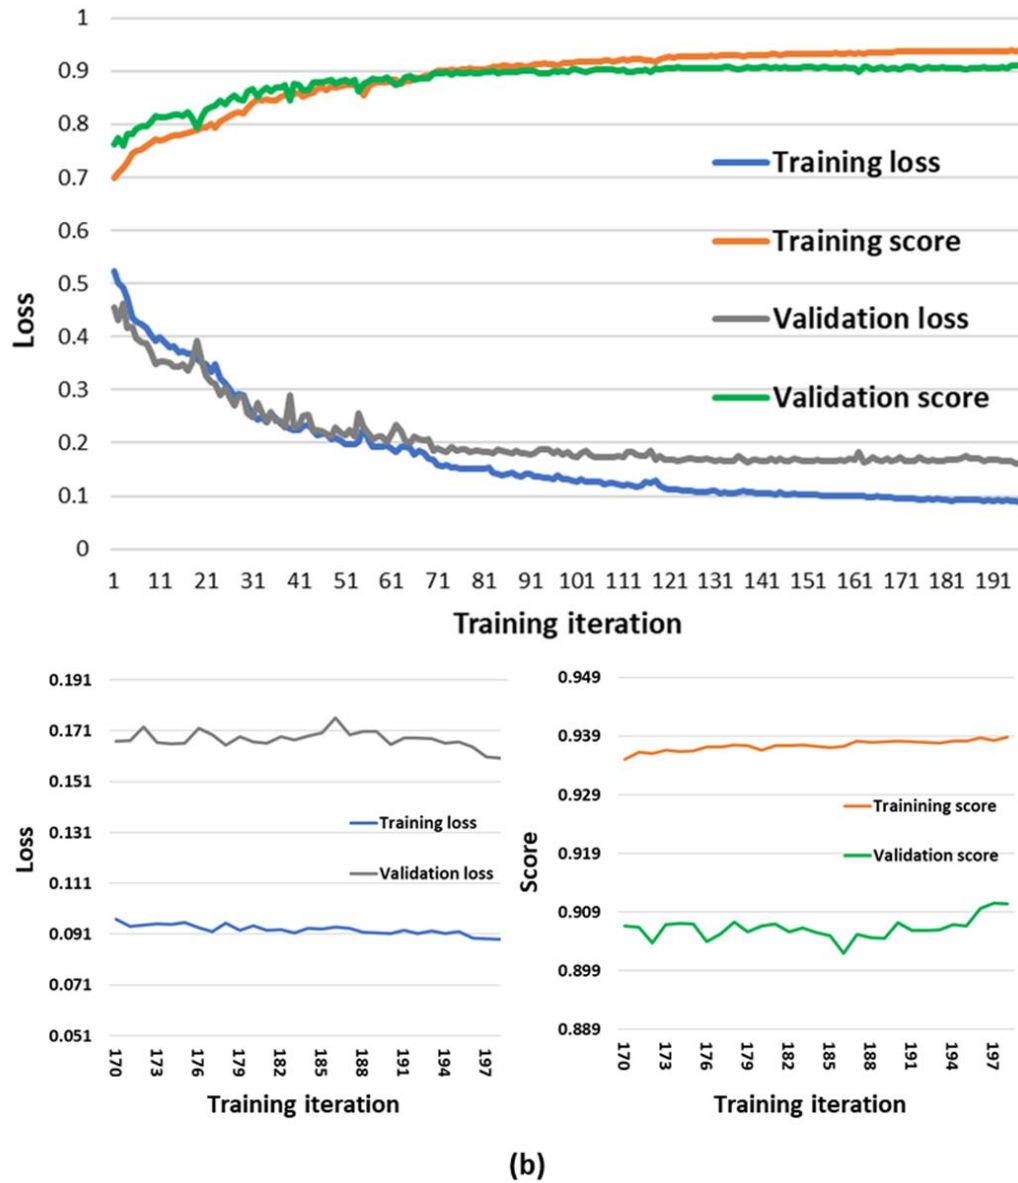 1
0.9
0.8
0.7
0.6
0.5
0.4
0.3
0.2
0.1
0
Loss
Training loss
Training score
Validation loss
Validation score
1 11 21 31 41 51 61 71 81 91 101 111 121 131 141 151 161 171 181 191
Training iteration
0.191
0.171
0.151
0.131
0.111
0.091
0.071
0.051
Loss
Training loss
Validation loss
170 173 176 179 182 185 188 191 194 197
Training iteration
0.949
0.939
0.929
0.919
0.909
0.899
0.889
Score
Trainining score
Validation score
170 173 176 179 182 185 188 191 194 197
Training iteration
(b)